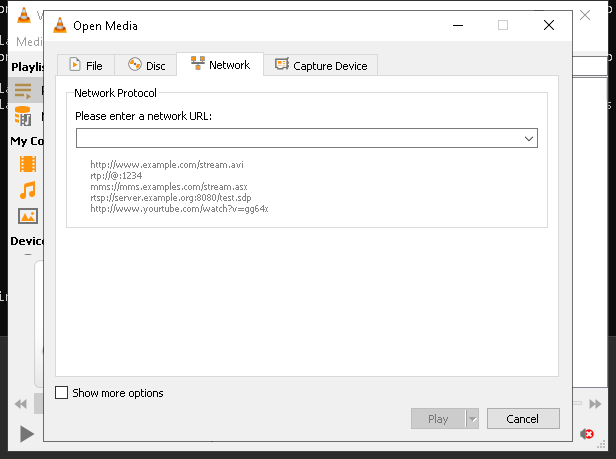 Open Media
Medi
File
Disc
Network
Capture Device
Playlis
Network Protocol
Please enter a network URL:
http://www.example.com/stream.avi
rtp://@:1234
mms://mms.examples.com/stream.asx
rtsp://server.example.org:8080/test.sdp
http://www.yourtube.com/watch?v=gg64x
My Co
Device
Show more options
Play
Cancel